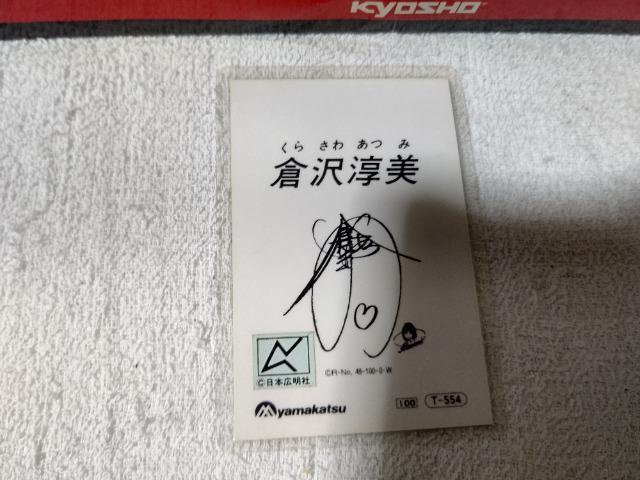 KYOSHO
くら さわ あつ み
倉沢淳美
©R-No. 48-100-0-W
©日本広明社
yamakatsu
100
T-554